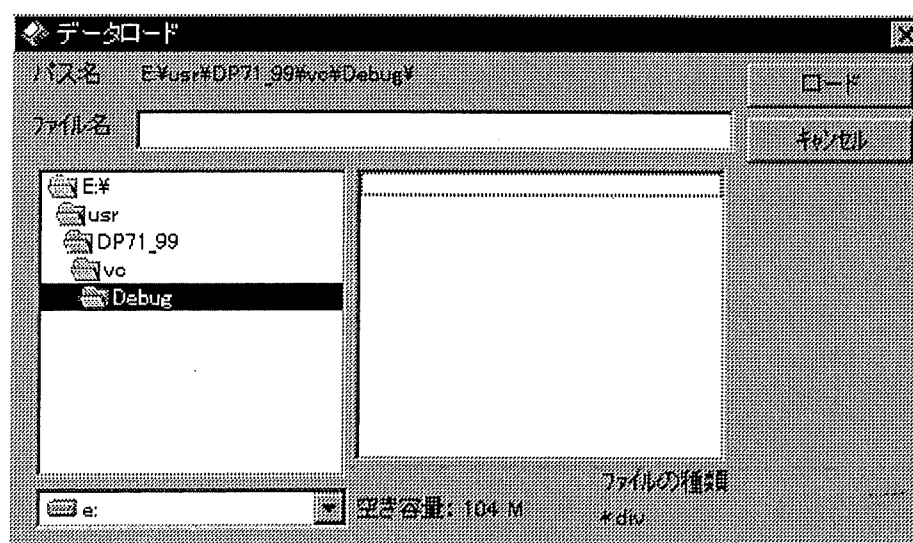 データロード
パス名 E¥usr¥DP71_99¥vc¥Debug¥
ロード
ファイル名
キャンセル
E:¥
usr
DP71_99
vc
Debug
e:
空き容量: 104 M
ファイルの種類
*div